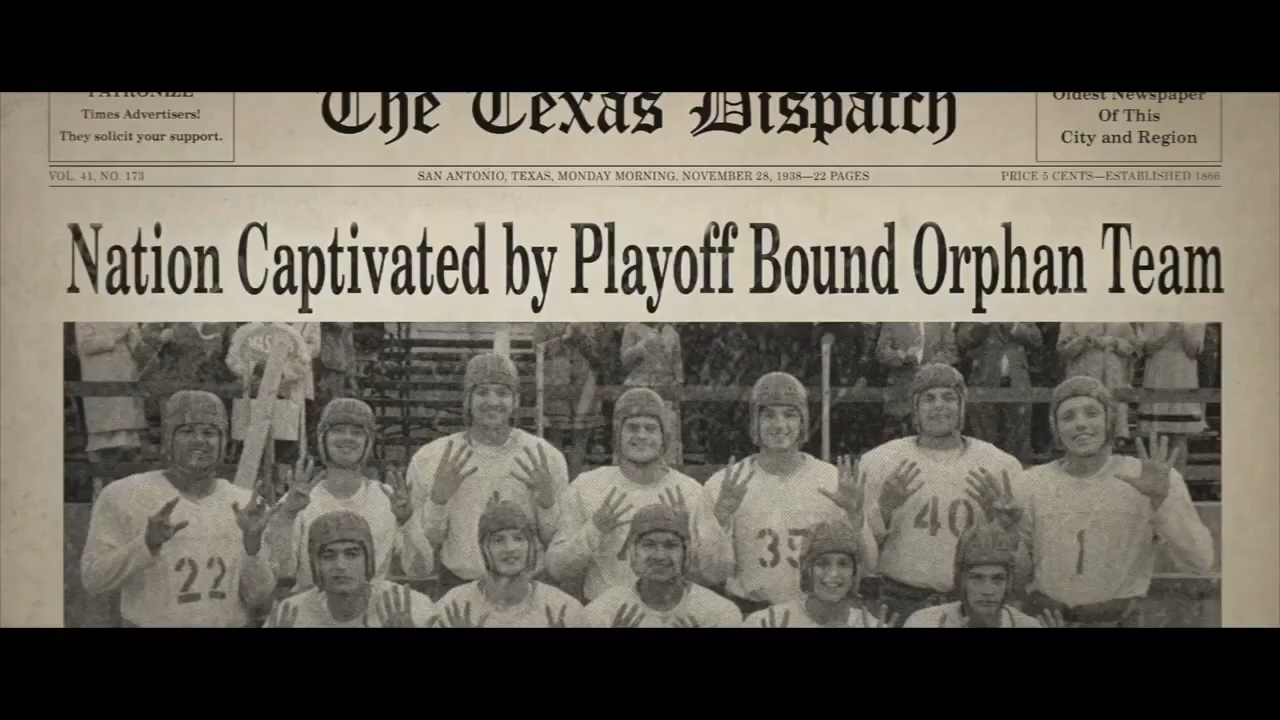 The Texas Dispatch
PATRONIZE
Times Advertisers!
They solicit your support.
Oldest Newspaper
Of This
City and Region
VOL. 41, NO. 173
SAN ANTONIO, TEXAS, MONDAY MORNING, NOVEMBER 28, 1938—22 PAGES
PRICE 5 CENTS—ESTABLISHED 1866
Nation Captivated by Playoff Bound Orphan Team
22
35
40
1